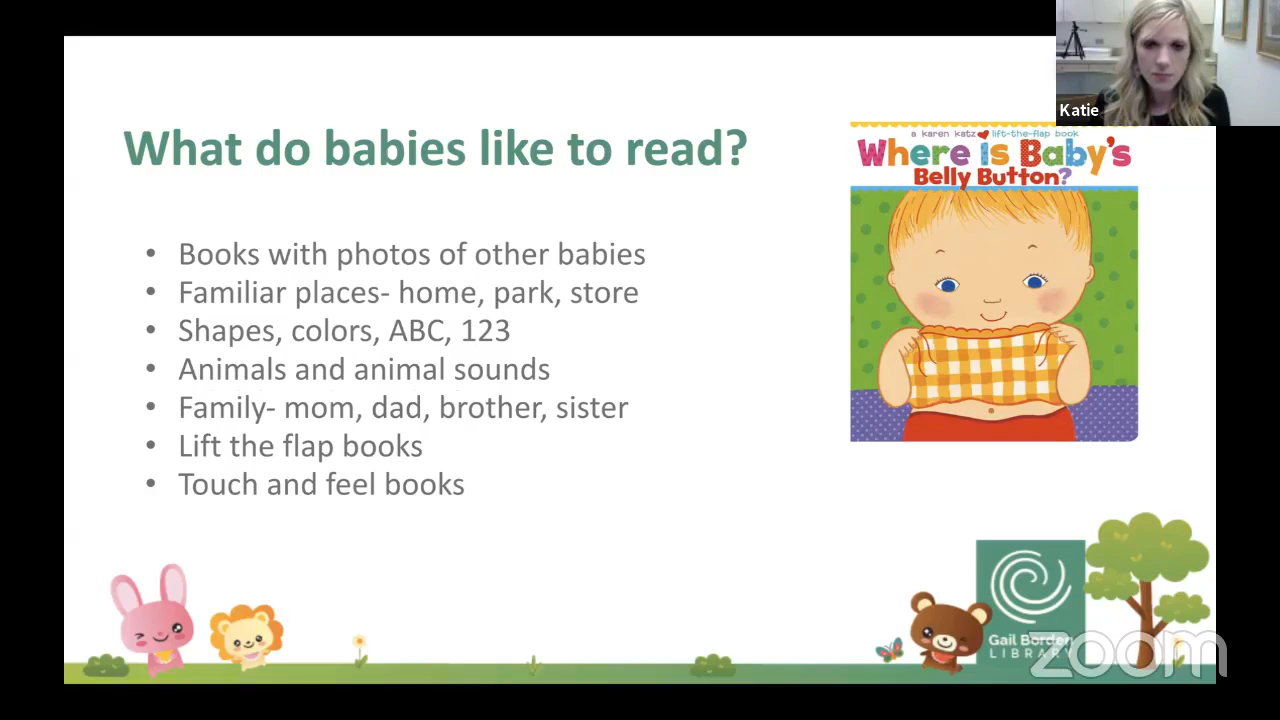 Katie
What do babies like to read?
• Books with photos of other babies
• Familiar places- home, park, store
• Shapes, colors, ABC, 123
• Animals and animal sounds
• Family- mom, dad, brother, sister
• Lift the flap books
• Touch and feel books
a karen katz lift-the-flap book
Where is Baby's
Belly Button?
Gail Borden
LIBRARY
zoom